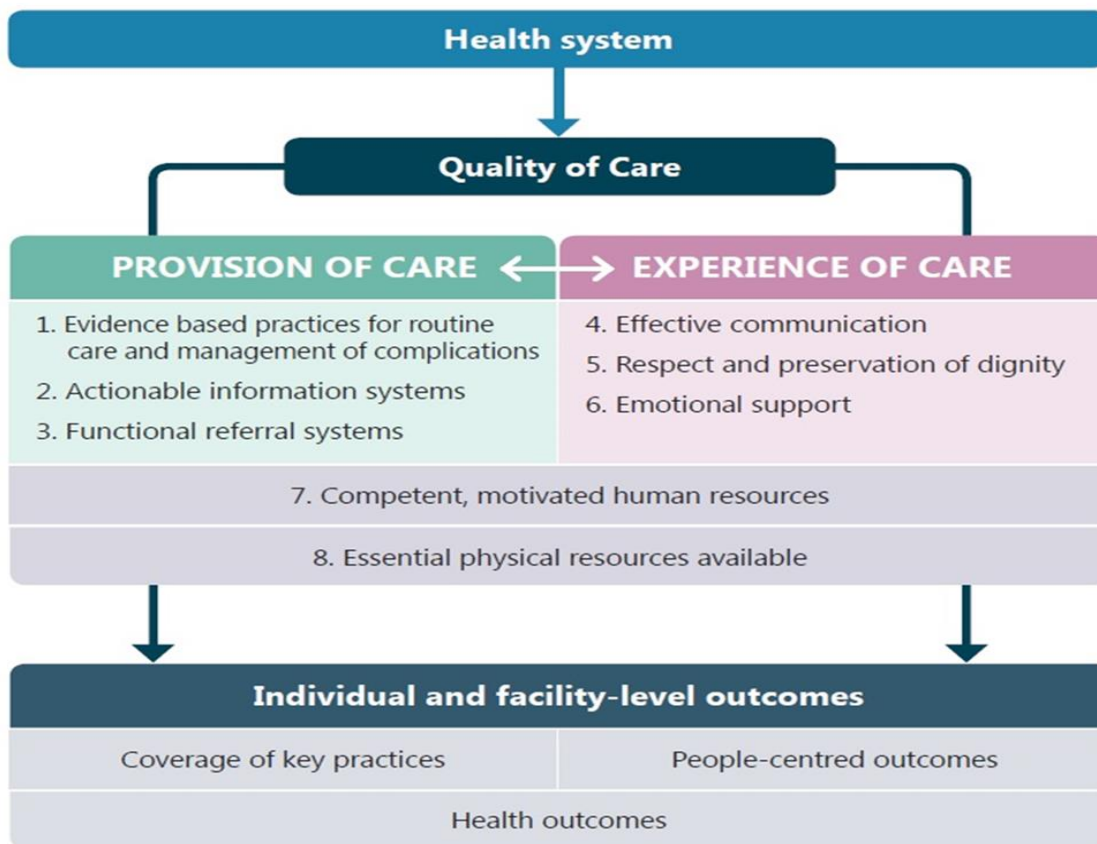 Health system
Quality of Care
PROVISION OF CARE
EXPERIENCE OF CARE
1. Evidence based practices for routine
care and management of complications
2. Actionable information systems
3. Functional referral systems
4. Effective communication
5. Respect and preservation of dignity
6. Emotional support
7. Competent, motivated human resources
8. Essential physical resources available
Individual and facility-level outcomes
Coverage of key practices
People-centred outcomes
Health outcomes